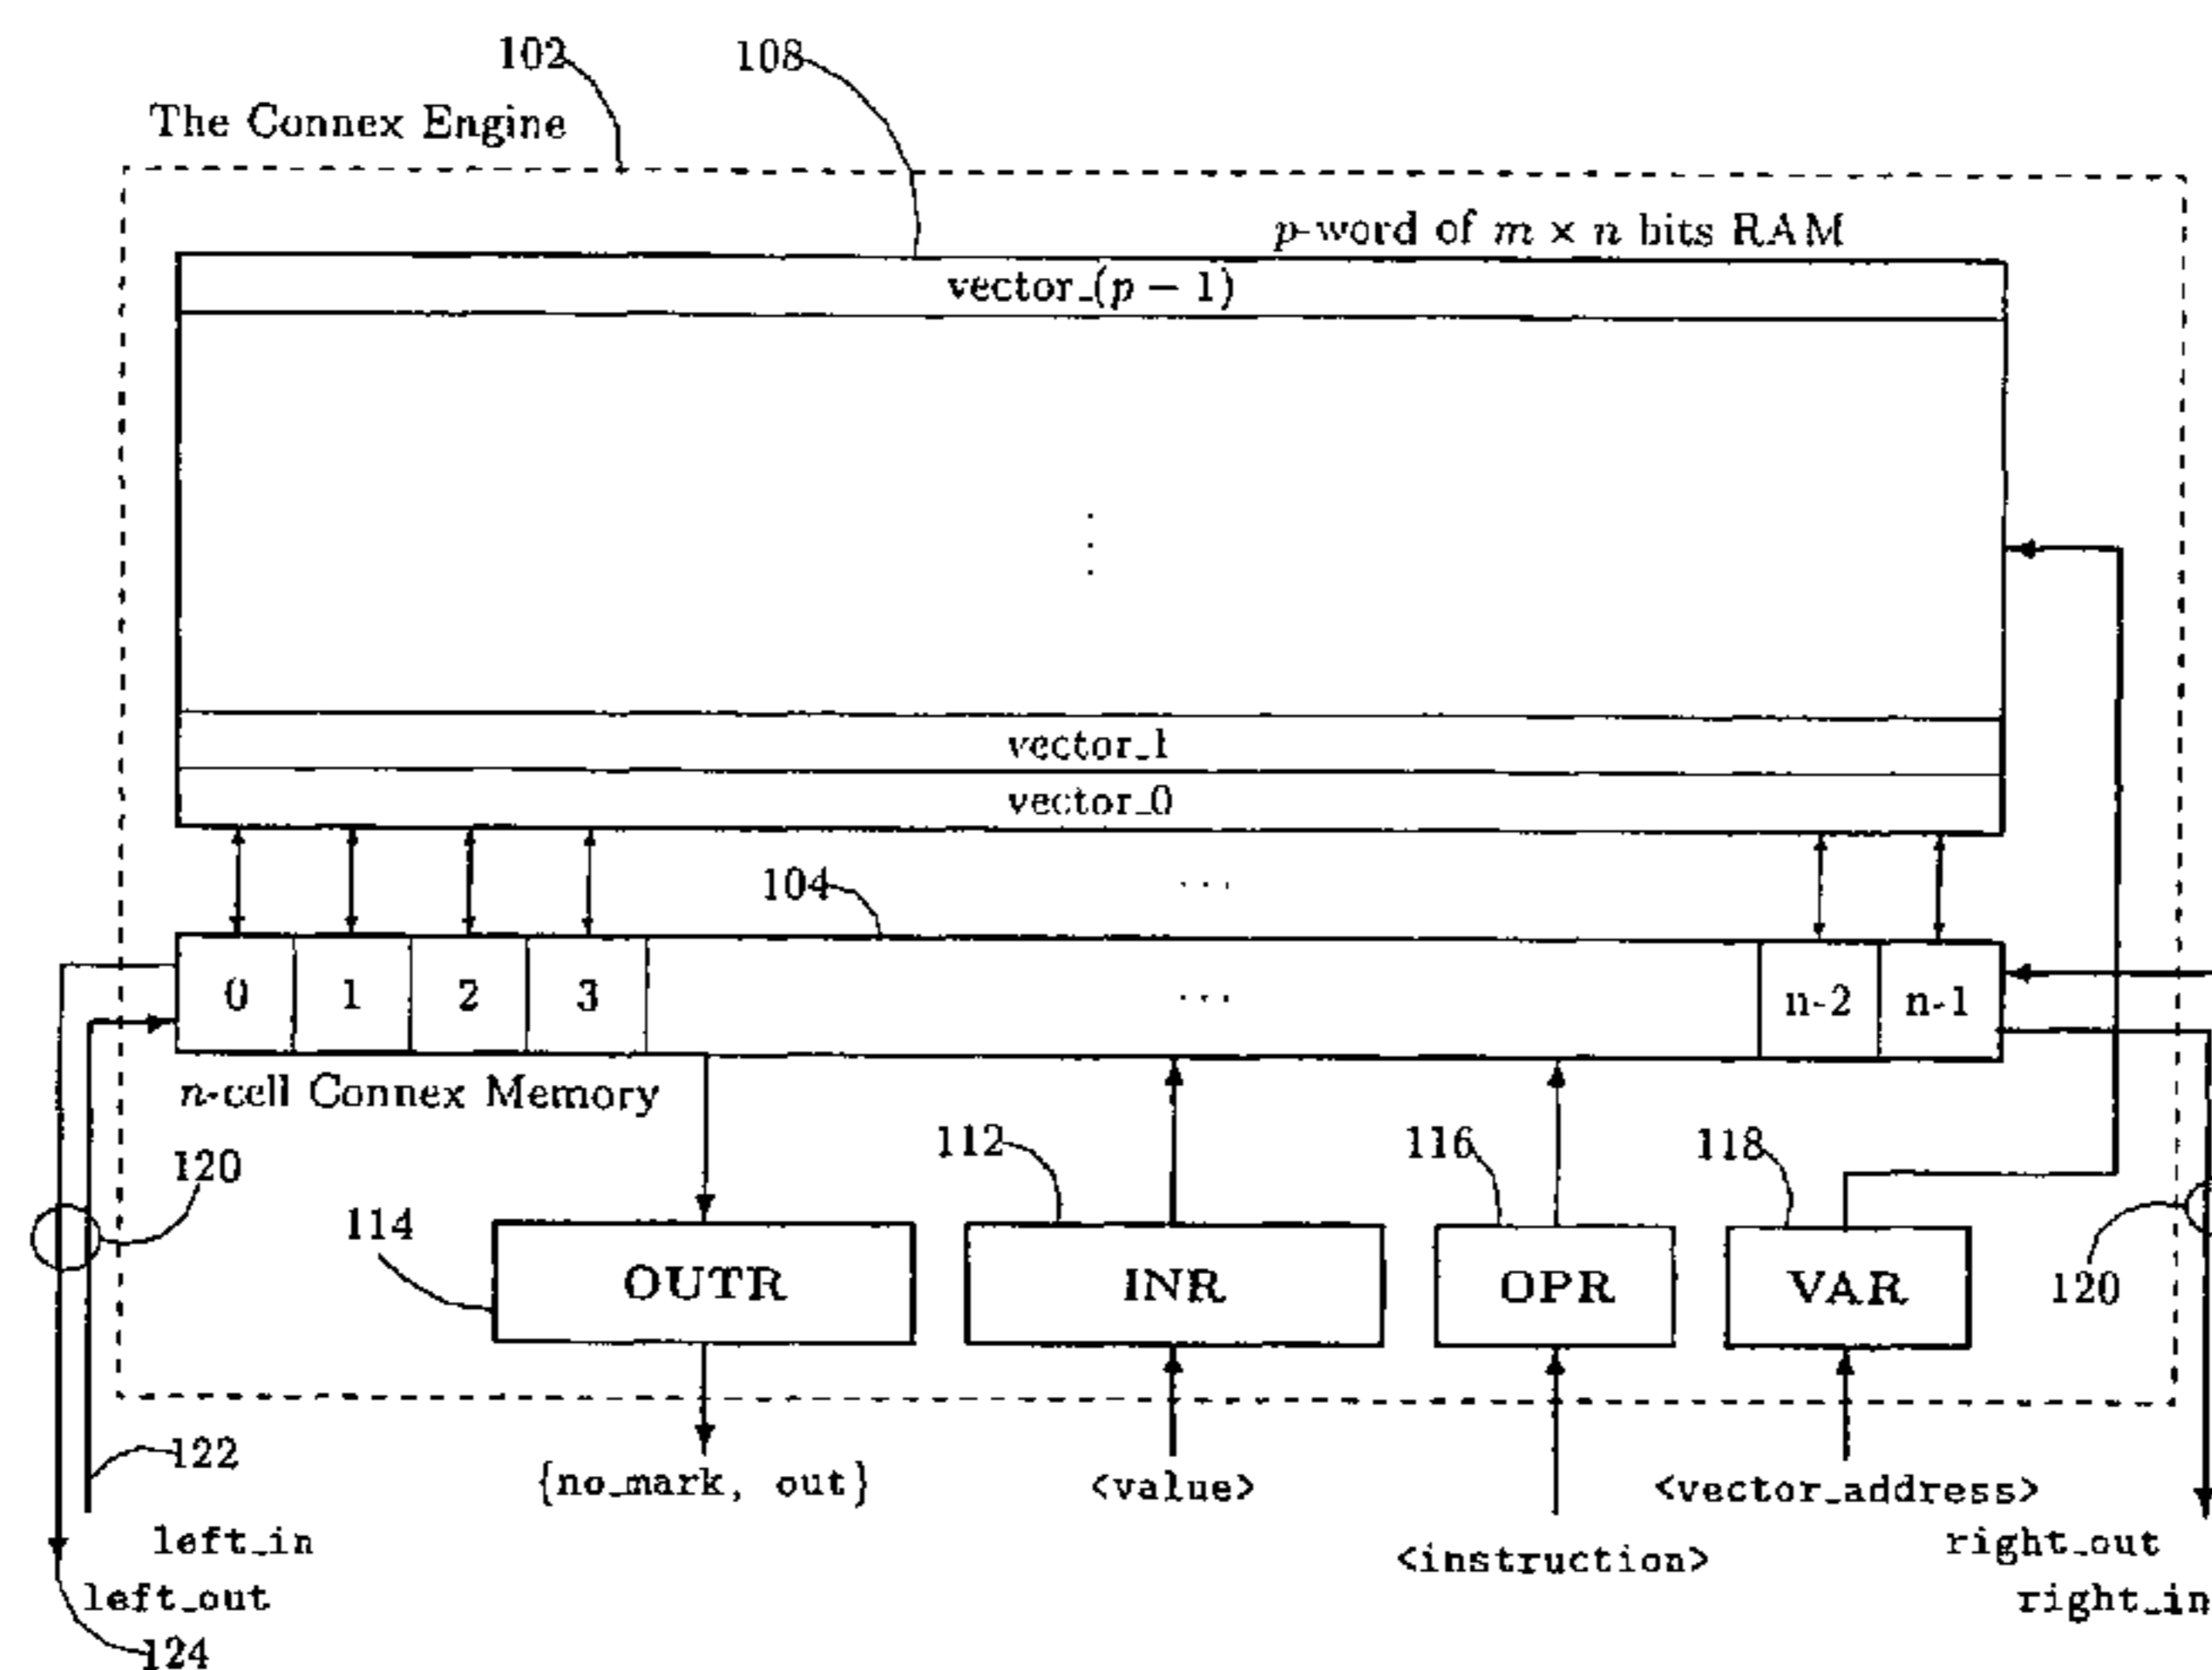 102 108
The Connex Engine
p-word of m × n bits RAM
vector_(p − 1)
vector_1
vector_0
104
0 1 2 3 ... n-2 n-1
n-cell Connex Memory
112 116 118
120
114
OUTR INR OPR VAR
120
122
{no_mark, out} <value> <vector_address>
left_in right_out
<instruction>
left_out right_in
124